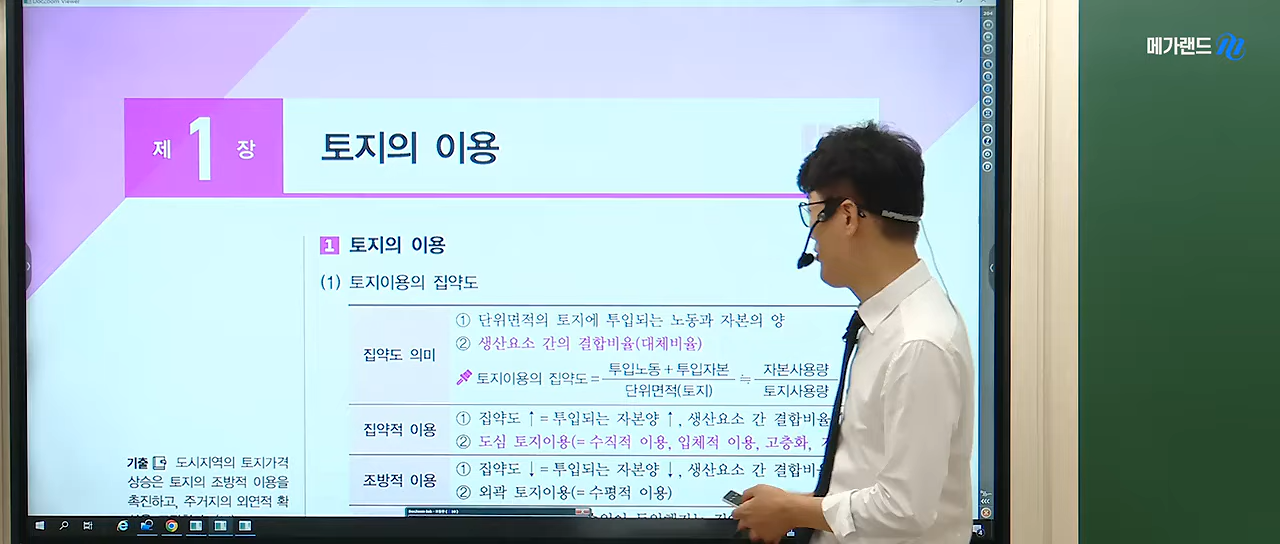 DocZoom Viewer
메가랜드
제 1 장
토지의 이용
1 토지의 이용
(1) 토지이용의 집약도
집약도 의미
① 단위면적의 토지에 투입되는 노동과 자본의 양
② 생산요소 간의 결합비율(대체비율)
토지이용의 집약도 = 투입노동 + 투입자본 / 단위면적(토지) ≒ 자본사용량 / 토지사용량
집약적 이용
① 집약도 ↑ = 투입되는 자본양 ↑, 생산요소 간 결합비율
② 도심 토지이용(= 수직적 이용, 입체적 이용, 고층화,
조방적 이용
① 집약도 ↓ = 투입되는 자본양 ↓, 생산요소 간 결합비
② 외곽 토지이용(= 수평적 이용)
기출 도시지역의 토지가격
상승은 토지의 조방적 이용을
촉진하고, 주거지의 외연적 확